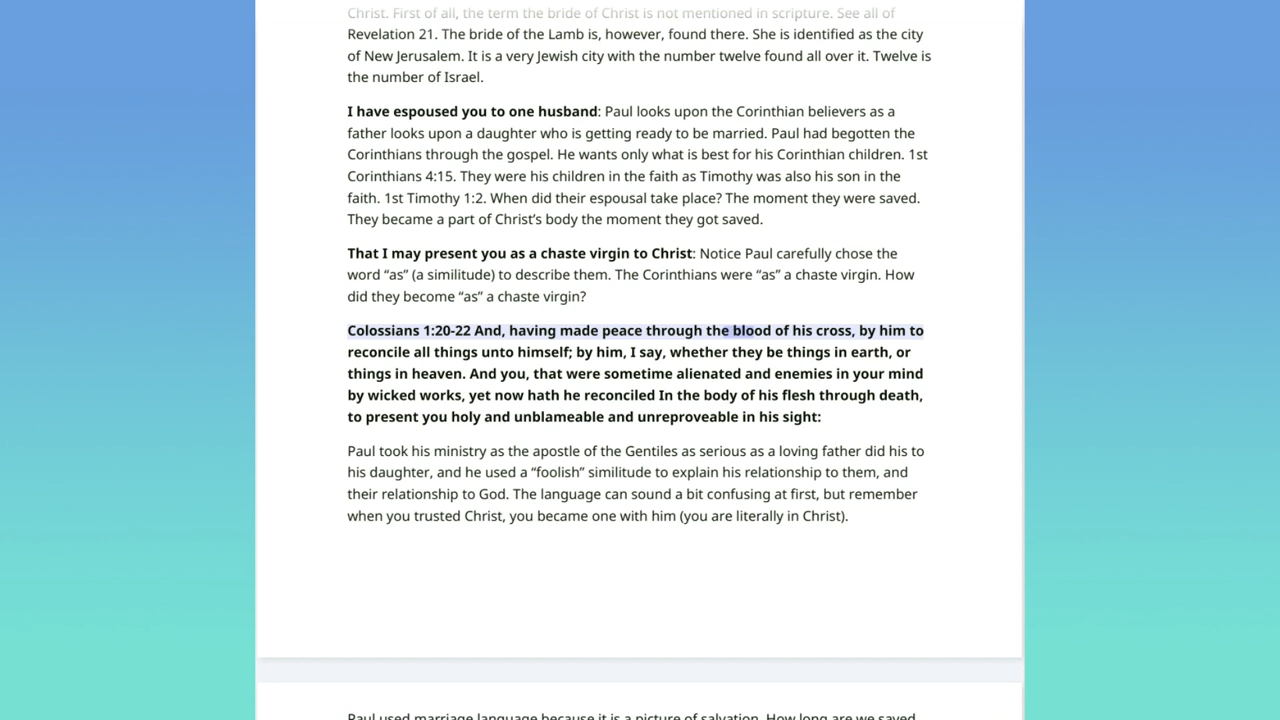 Christ. First of all, the term the bride of Christ is not mentioned in scripture. See all of
Revelation 21. The bride of the Lamb is, however, found there. She is identified as the city
of New Jerusalem. It is a very Jewish city with the number twelve found all over it. Twelve is
the number of Israel.
I have espoused you to one husband: Paul looks upon the Corinthian believers as a
father looks upon a daughter who is getting ready to be married. Paul had begotten the
Corinthians through the gospel. He wants only what is best for his Corinthian children. 1st
Corinthians 4:15. They were his children in the faith as Timothy was also his son in the
faith. 1st Timothy 1:2. When did their espousal take place? The moment they were saved.
They became a part of Christ’s body the moment they got saved.
That I may present you as a chaste virgin to Christ: Notice Paul carefully chose the
word “as” (a similitude) to describe them. The Corinthians were “as” a chaste virgin. How
did they become “as” a chaste virgin?
Colossians 1:20-22 And, having made peace through the blood of his cross, by him to
reconcile all things unto himself; by him, I say, whether they be things in earth, or
things in heaven. And you, that were sometime alienated and enemies in your mind
by wicked works, yet now hath he reconciled In the body of his flesh through death,
to present you holy and unblameable and unreproveable in his sight:
Paul took his ministry as the apostle of the Gentiles as serious as a loving father did his to
his daughter, and he used a “foolish” similitude to explain his relationship to them, and
their relationship to God. The language can sound a bit confusing at first, but remember
when you trusted Christ, you became one with him (you are literally in Christ).
Paul used marriage language because it is a picture of salvation. How long are we saved